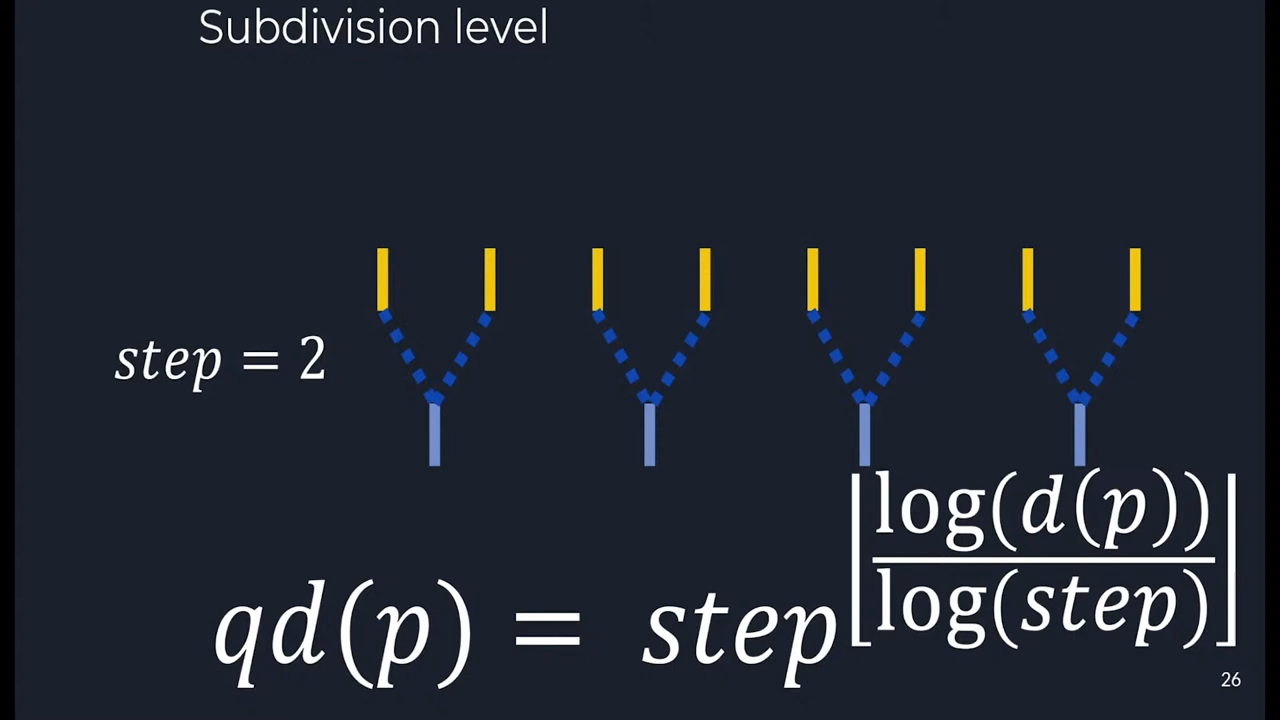 Subdivision level
step = 2
qd(p) = step^⌊log(d(p))/log(step)⌋
26